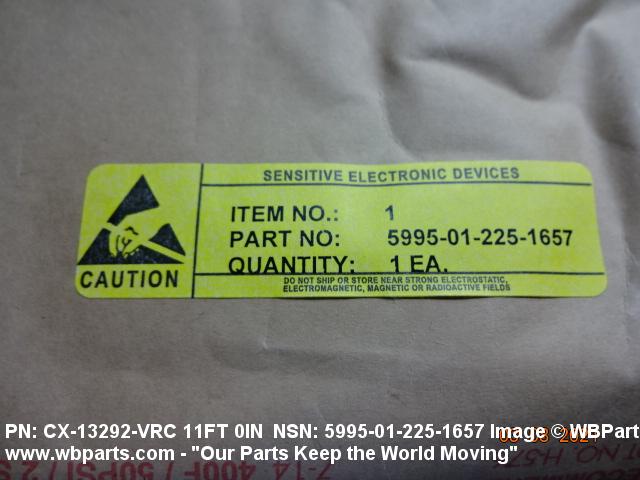 SENSITIVE ELECTRONIC DEVICES
ITEM NO.: 1
PART NO: 5995-01-225-1657
QUANTITY: 1 EA.
CAUTION
DO NOT SHIP OR STORE NEAR STRONG ELECTROSTATIC,
ELECTROMAGNETIC, MAGNETIC OR RADIOACTIVE FIELDS
PN: CX-13292-VRC 11FT 0IN NSN: 5995-01-225-1657 Image © WBPart
www.wbparts.com - "Our Parts Keep the World Moving"